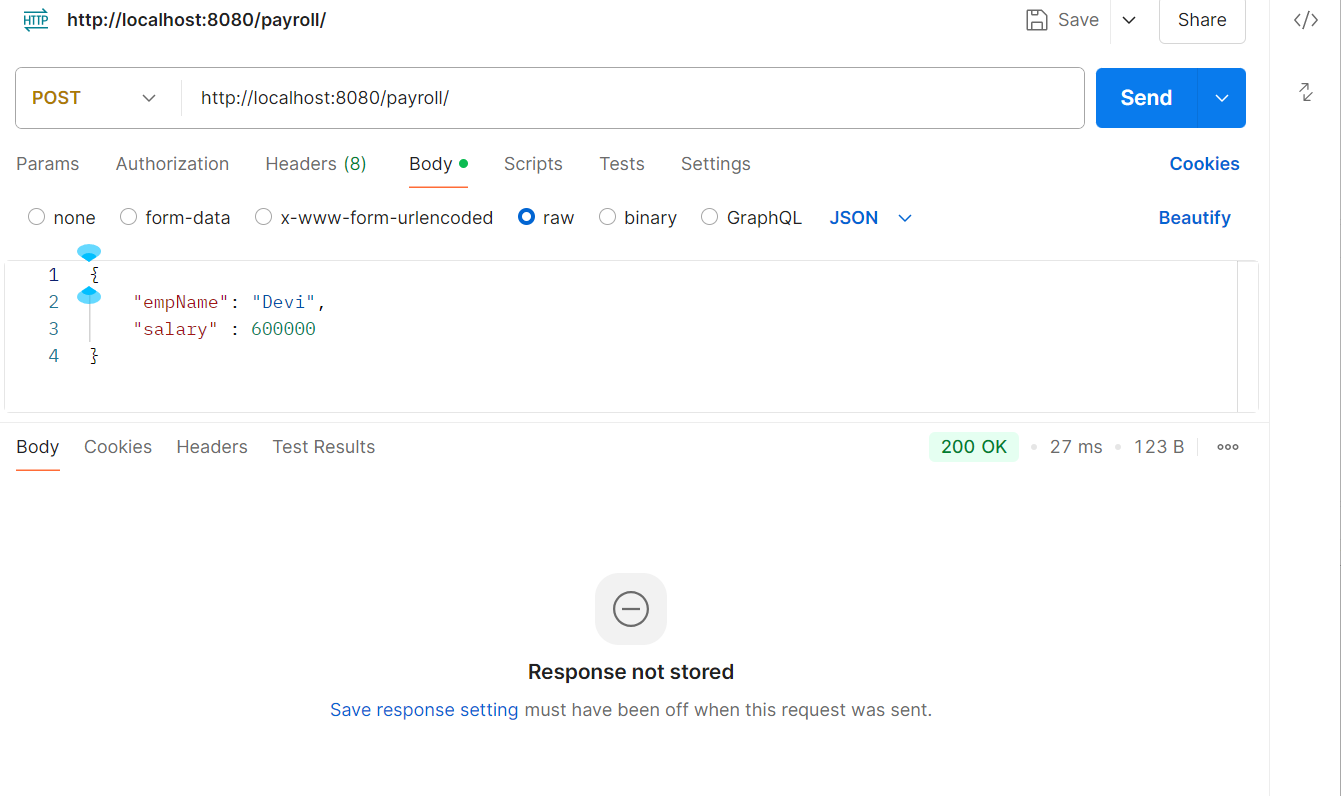 HTTP http://localhost:8080/payroll/ Save Share </>
POST http://localhost:8080/payroll/ Send
Params Authorization Headers (8) Body Scripts Tests Settings Cookies
none form-data x-www-form-urlencoded raw binary GraphQL JSON Beautify
1 {
2 "empName": "Devi",
3 "salary" : 600000
4 }
Body Cookies Headers Test Results 200 OK 27 ms 123 B
Response not stored
Save response setting must have been off when this request was sent.